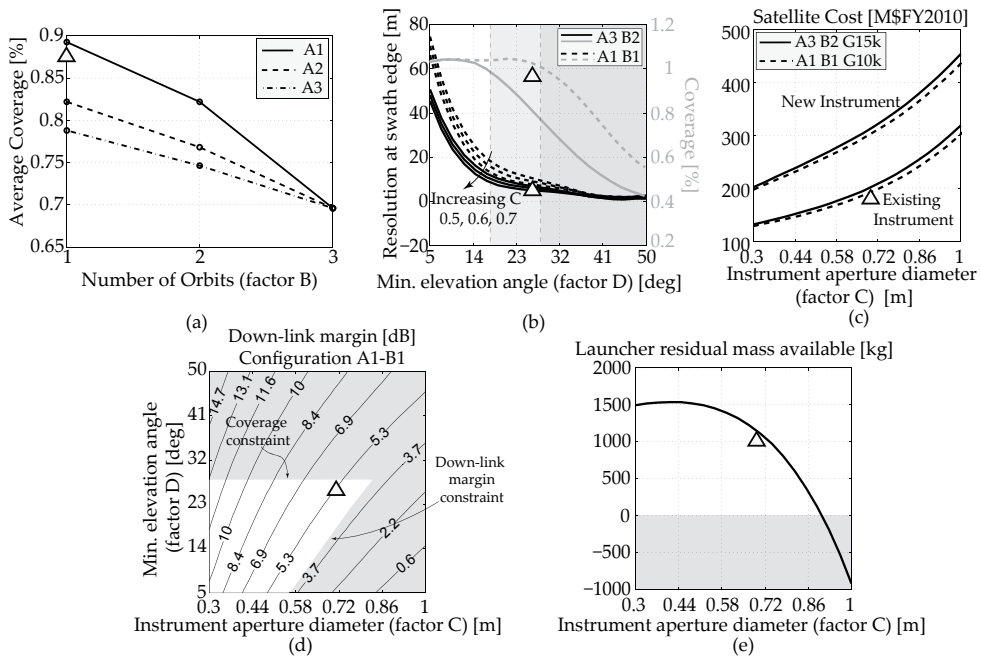 0.9
0.85
0.8
0.75
0.7
0.65
Average Coverage [%]
A1
A2
A3
1
2
3
Number of Orbits (factor B)
(a)
80
60
40
20
0
−20
Resolution at swath edge [m]
A3 B2
A1 B1
Increasing C
0.5, 0.6, 0.7
1.2
1
0.8
0.6
0.4
0.2
Coverage [%]
5
14
23
32
41
50
Min. elevation angle (factor D) [deg]
(b)
Satellite Cost [M$FY2010]
500
400
300
200
100
A3 B2 G15k
A1 B1 G10k
New Instrument
Existing
Instrument
0.3
0.44
0.58
0.72
0.86
1
Instrument aperture diameter
(factor C) [m]
(c)
Down-link margin [dB]
Configuration A1-B1
50
41
32
23
14
5
Min. elevation angle
(factor D) [deg]
14.7
13.1
11.6
10
8.4
6.9
5.3
3.7
Coverage
constraint
Down-link
margin
constraint
10
8.4
6.9
5.3
3.7
2.2
0.6
0.3
0.44
0.58
0.72
0.86
1
Instrument aperture diameter (factor C) [m]
(d)
Launcher residual mass available [kg]
2000
1500
1000
500
0
−500
−1000
0.3
0.44
0.58
0.72
0.86
1
Instrument aperture diameter (factor C) [m]
(e)